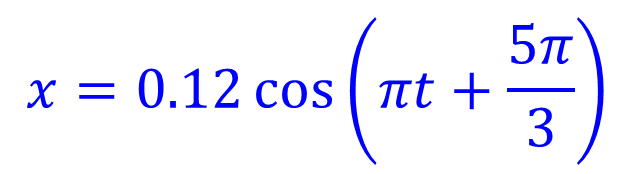 x = 0.12 cos(πt + 5π/3)